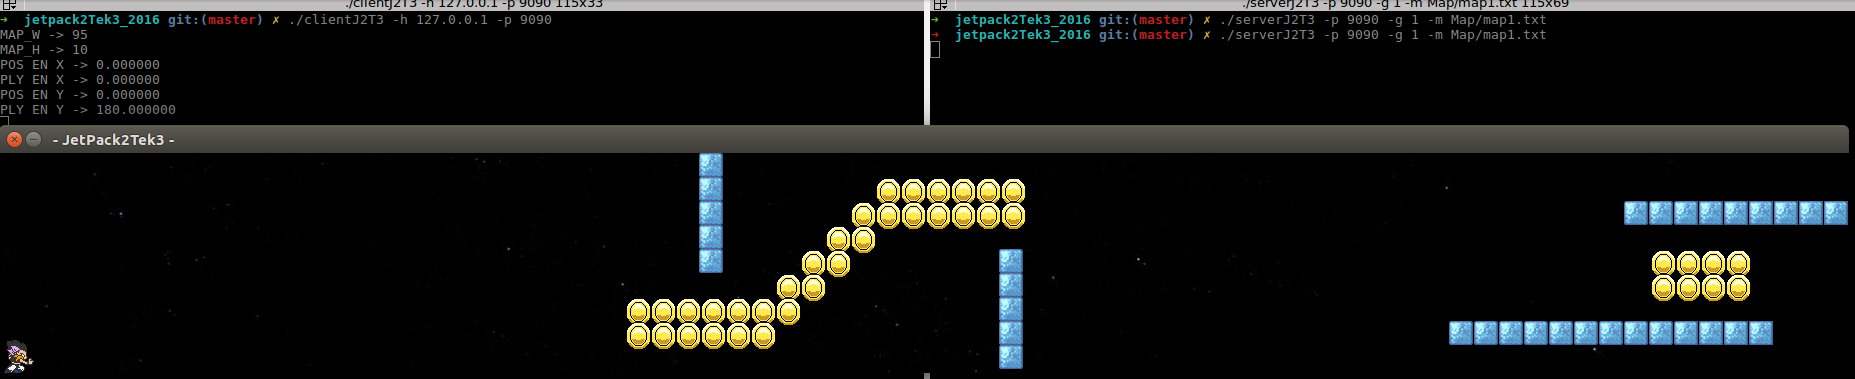 ./clientJ2T3 -h 127.0.0.1 -p 9090 115x33
➜ jetpack2Tek3_2016 git:(master) ✗ ./clientJ2T3 -h 127.0.0.1 -p 9090
MAP_W -> 95
MAP_H -> 10
POS EN X -> 0.000000
PLY EN X -> 0.000000
POS EN Y -> 0.000000
PLY EN Y -> 180.000000
./serverJ2T3 -p 9090 -g 1 -m Map/map1.txt 115x69
➜ jetpack2Tek3_2016 git:(master) ✗ ./serverJ2T3 -p 9090 -g 1 -m Map/map1.txt
➜ jetpack2Tek3_2016 git:(master) ✗ ./serverJ2T3 -p 9090 -g 1 -m Map/map1.txt
- JetPack2Tek3 -